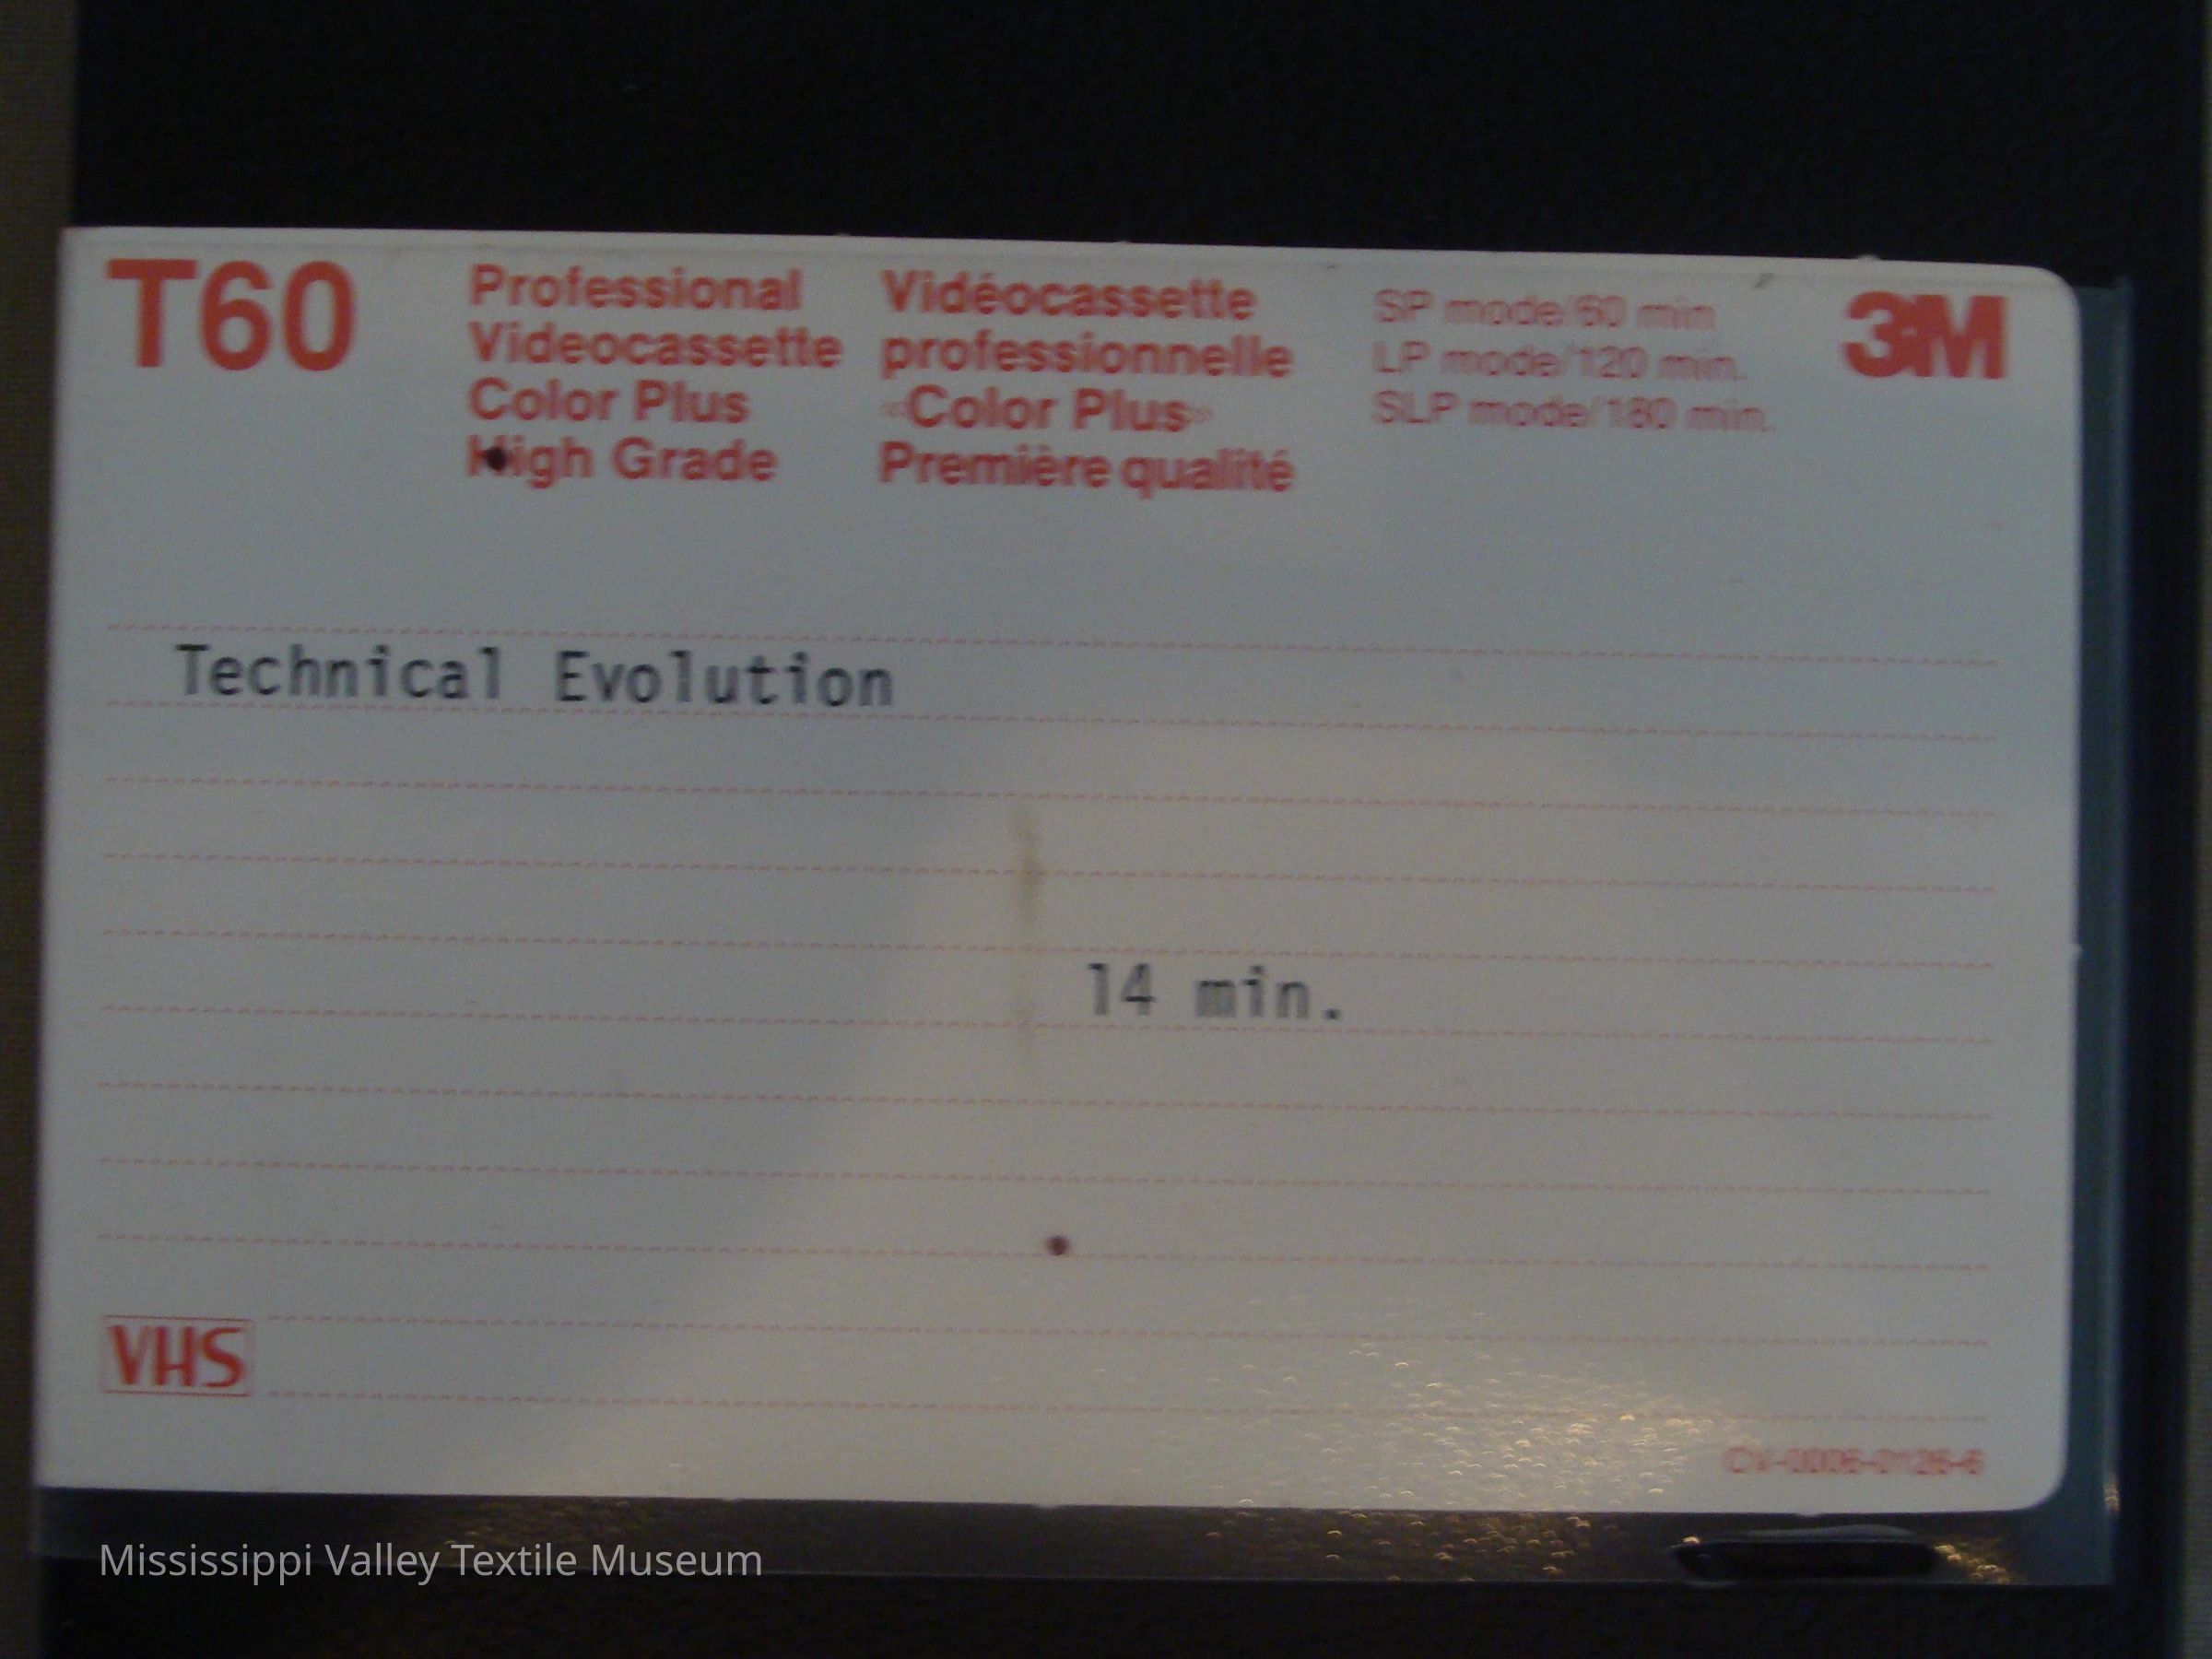 T60
Professional
Videocassette
Color Plus
High Grade
Vidéocassette
professionnelle
«Color Plus»
Première qualité
SP mode/60 min
LP mode/120 min.
SLP mode/180 min.
3M
Technical Evolution
14 min.
VHS
Mississippi Valley Textile Museum